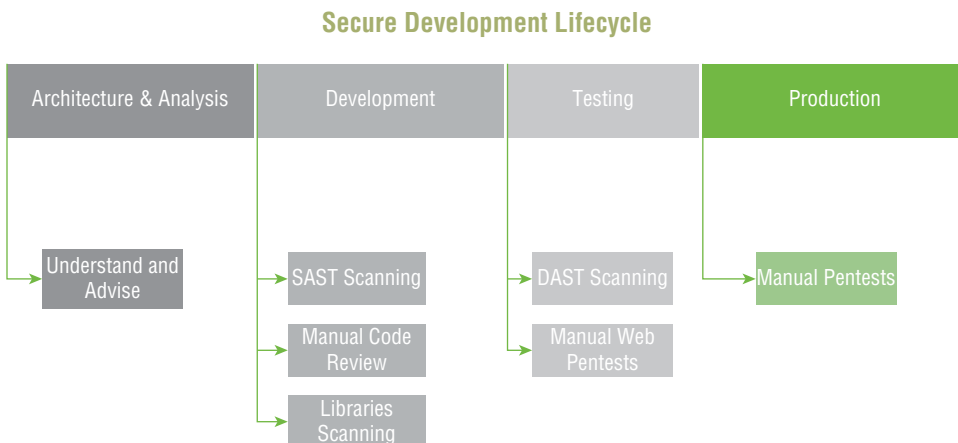 Secure Development Lifecycle
Architecture & Analysis
Development
Testing
Production
Understand and
Advise
SAST Scanning
DAST Scanning
Manual Pentests
Manual Code
Review
Manual Web
Pentests
Libraries
Scanning